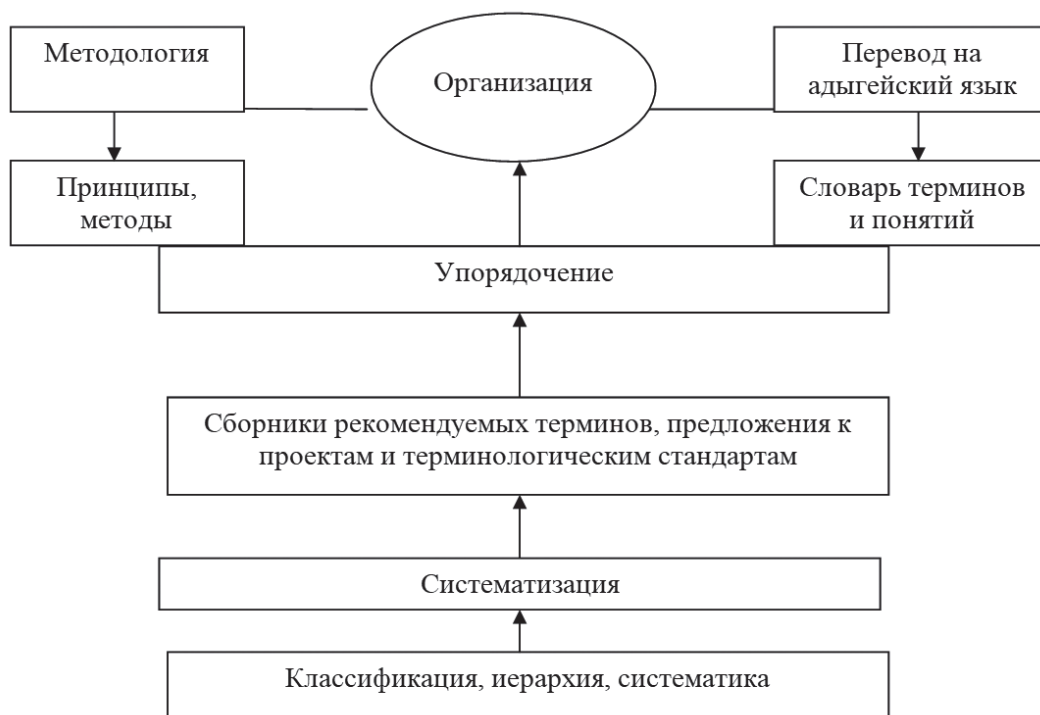 Методология
Организация
Перевод на
адыгейский язык
Принципы,
методы
Словарь терминов
и понятий
Упорядочение
Сборники рекомендуемых терминов, предложения к
проектам и терминологическим стандартам
Систематизация
Классификация, иерархия, систематика